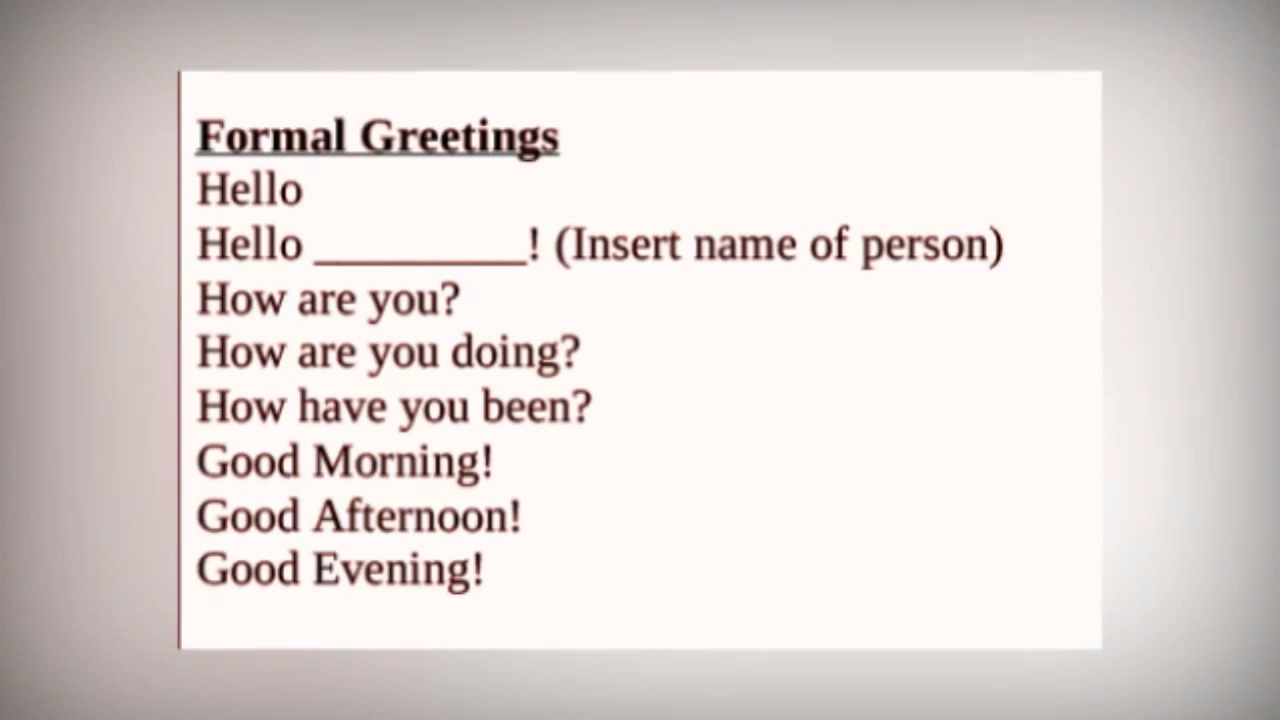 Formal Greetings
Hello
Hello _________! (Insert name of person)
How are you?
How are you doing?
How have you been?
Good Morning!
Good Afternoon!
Good Evening!